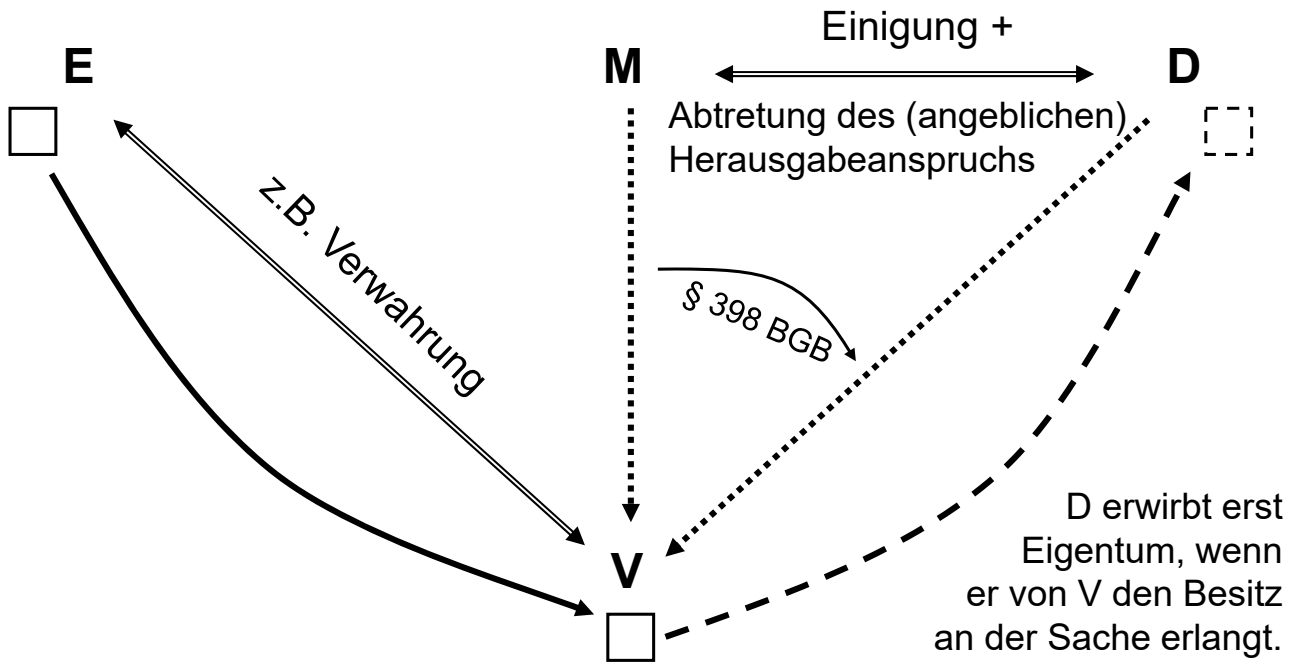 Einigung +
E
M
D
Abtretung des (angeblichen)
Herausgabeanspruchs
z.B. Verwahrung
§ 398 BGB
V
D erwirbt erst
Eigentum, wenn
er von V den Besitz
an der Sache erlangt.